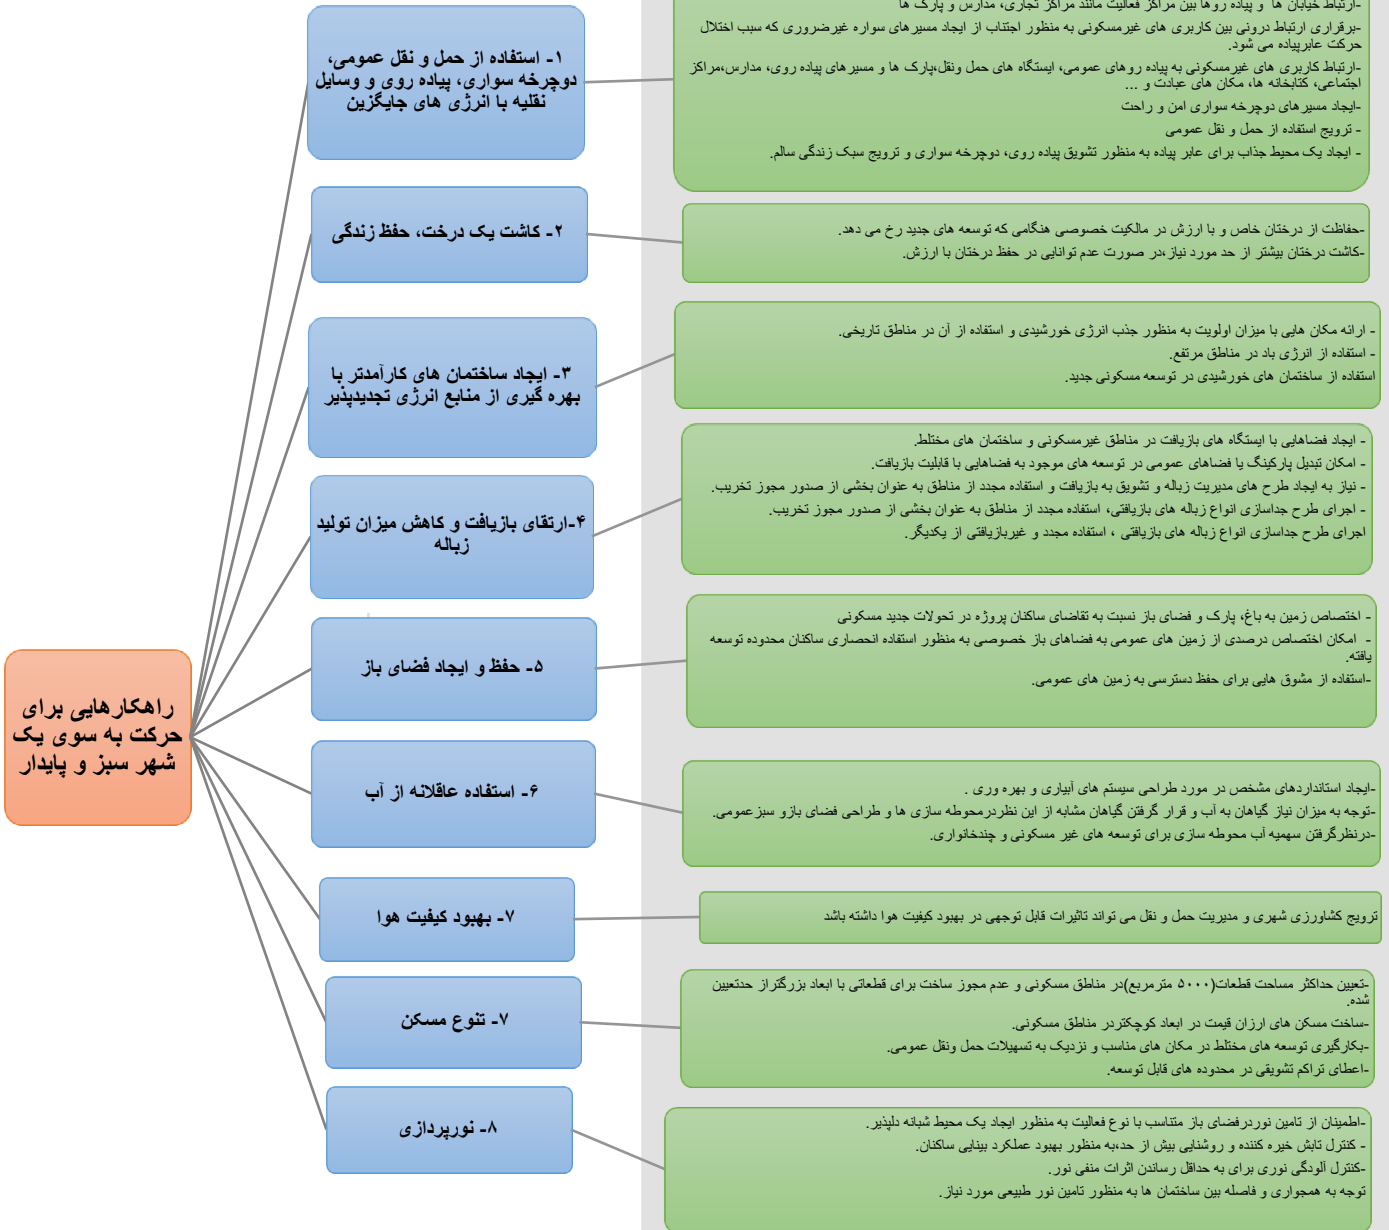 راهکارهایی برای
حرکت به سوی یک
شهر سبز و پایدار
۱- استفاده از حمل و نقل عمومی،
دوچرخه سواری، پیاده روی و وسایل
نقلیه با انرژی های جایگزین
-ارتباط خیابان ها و پیاده روها بین مراکز فعالیت مانند مراکز تجاری، مدارس و پارک ها
-برقراری ارتباط درونی بین کاربری های غیرمسکونی به منظور اجتناب از ایجاد مسیرهای سواره غیرضروری که سبب اختلال
حرکت عابرپیاده می شود.
-ارتباط کاربری های غیرمسکونی به پیاده روهای عمومی، ایستگاه های حمل ونقل،پارک ها و مسیرهای پیاده روی، مدارس،مراکز
اجتماعی، کتابخانه ها، مکان های عبادت و ...
-ایجاد مسیرهای دوچرخه سواری امن و راحت
- ترویج استفاده از حمل و نقل عمومی
- ایجاد یک محیط جذاب برای عابر پیاده به منظور تشویق پیاده روی، دوچرخه سواری و ترویج سبک زندگی سالم.
۲- کاشت یک درخت، حفظ زندگی
-حفاظت از درختان خاص و با ارزش در مالکیت خصوصی هنگامی که توسعه های جدید رخ می دهد.
-کاشت درختان بیشتر از حد مورد نیاز،در صورت عدم توانایی در حفظ درختان با ارزش.
۳- ایجاد ساختمان های کارآمدتر با
بهره گیری از منابع انرژی تجدیدپذیر
- ارائه مکان هایی با میزان اولویت به منظور جذب انرژی خورشیدی و استفاده از آن در مناطق تاریخی.
- استفاده از انرژی باد در مناطق مرتفع.
استفاده از ساختمان های خورشیدی در توسعه مسکونی جدید.
۴-ارتقای بازیافت و کاهش میزان تولید
زباله
- ایجاد فضاهایی با ایستگاه های بازیافت در مناطق غیرمسکونی و ساختمان های مختلط.
- امکان تبدیل پارکینگ یا فضاهای عمومی در توسعه های موجود به فضاهایی با قابلیت بازیافت.
- نیاز به ایجاد طرح های مدیریت زباله و تشویق به بازیافت و استفاده مجدد از مناطق به عنوان بخشی از صدور مجوز تخریب.
- اجرای طرح جداسازی انواع زباله های بازیافتی، استفاده مجدد از مناطق به عنوان بخشی از صدور مجوز تخریب.
اجرای طرح جداسازی انواع زباله های بازیافتی ، استفاده مجدد و غیربازیافتی از یکدیگر.
۵- حفظ و ایجاد فضای باز
- اختصاص زمین به باغ، پارک و فضای باز نسبت به تقاضای ساکنان پروژه در تحولات جدید مسکونی
- امکان اختصاص درصدی از زمین های عمومی به فضاهای باز خصوصی به منظور استفاده انحصاری ساکنان محدوده توسعه
یافته.
-استفاده از مشوق هایی برای حفظ دسترسی به زمین های عمومی.
۶- استفاده عاقلانه از آب
-ایجاد استانداردهای مشخص در مورد طراحی سیستم های آبیاری و بهره وری .
-توجه به میزان نیاز گیاهان به آب و قرار گرفتن گیاهان مشابه از این نظردرمحوطه سازی ها و طراحی فضای بازو سبزعمومی.
-درنظرگرفتن سهمیه آب محوطه سازی برای توسعه های غیر مسکونی و چندخانواری.
۷- بهبود کیفیت هوا
ترویج کشاورزی شهری و مدیریت حمل و نقل می تواند تاثیرات قابل توجهی در بهبود کیفیت هوا داشته باشد
۷- تنوع مسکن
-تعیین حداکثر مساحت قطعات(۵۰۰۰ مترمربع)در مناطق مسکونی و عدم مجوز ساخت برای قطعاتی با ابعاد بزرگتراز حدتعیین
شده.
-ساخت مسکن های ارزان قیمت در ابعاد کوچکتردر مناطق مسکونی.
-بکارگیری توسعه های مختلط در مکان های مناسب و نزدیک به تسهیلات حمل ونقل عمومی.
-اعطای تراکم تشویقی در محدوده های قابل توسعه.
۸- نورپردازی
-اطمینان از تامین نوردرفضای باز متناسب با نوع فعالیت به منظور ایجاد یک محیط شبانه دلپذیر.
- کنترل تابش خیره کننده و روشنایی بیش از حد،به منظور بهبود عملکرد بینایی ساکنان.
-کنترل آلودگی نوری برای به حداقل رساندن اثرات منفی نور.
توجه به همجواری و فاصله بین ساختمان ها به منظور تامین نور طبیعی مورد نیاز.